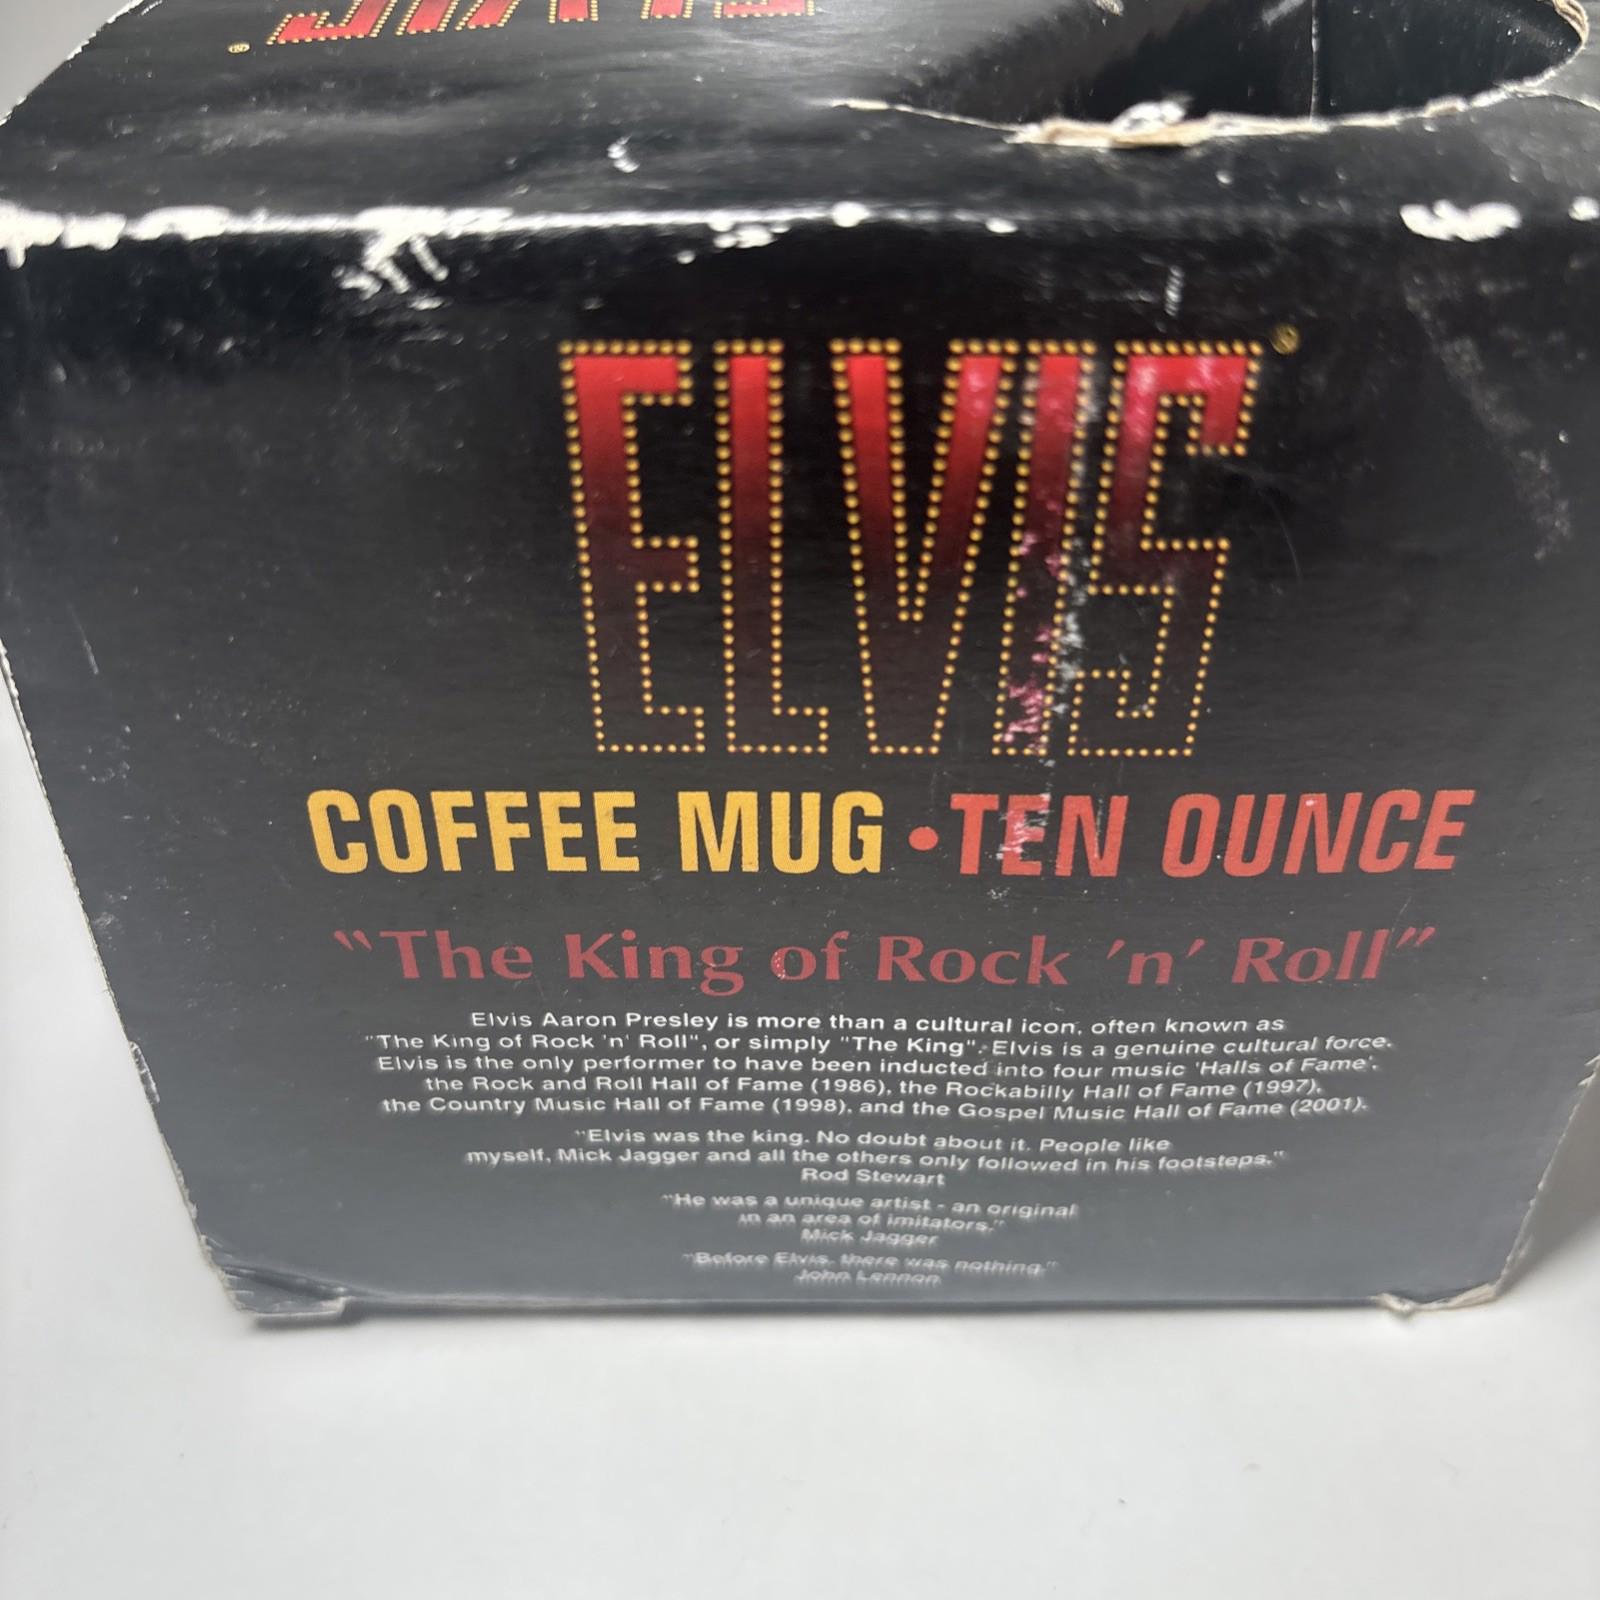 ELVIS
®
ELVIS®
COFFEE MUG • TEN OUNCE
"The King of Rock 'n' Roll"
Elvis Aaron Presley is more than a cultural icon, often known as
"The King of Rock 'n' Roll", or simply "The King". Elvis is a genuine cultural force.
Elvis is the only performer to have been inducted into four music 'Halls of Fame',
the Rock and Roll Hall of Fame (1986), the Rockabilly Hall of Fame (1997),
the Country Music Hall of Fame (1998), and the Gospel Music Hall of Fame (2001).
"Elvis was the king. No doubt about it. People like
myself, Mick Jagger and all the others only followed in his footsteps."
Rod Stewart
"He was a unique artist - an original
in an area of imitators."
Mick Jagger
"Before Elvis, there was nothing."
John Lennon